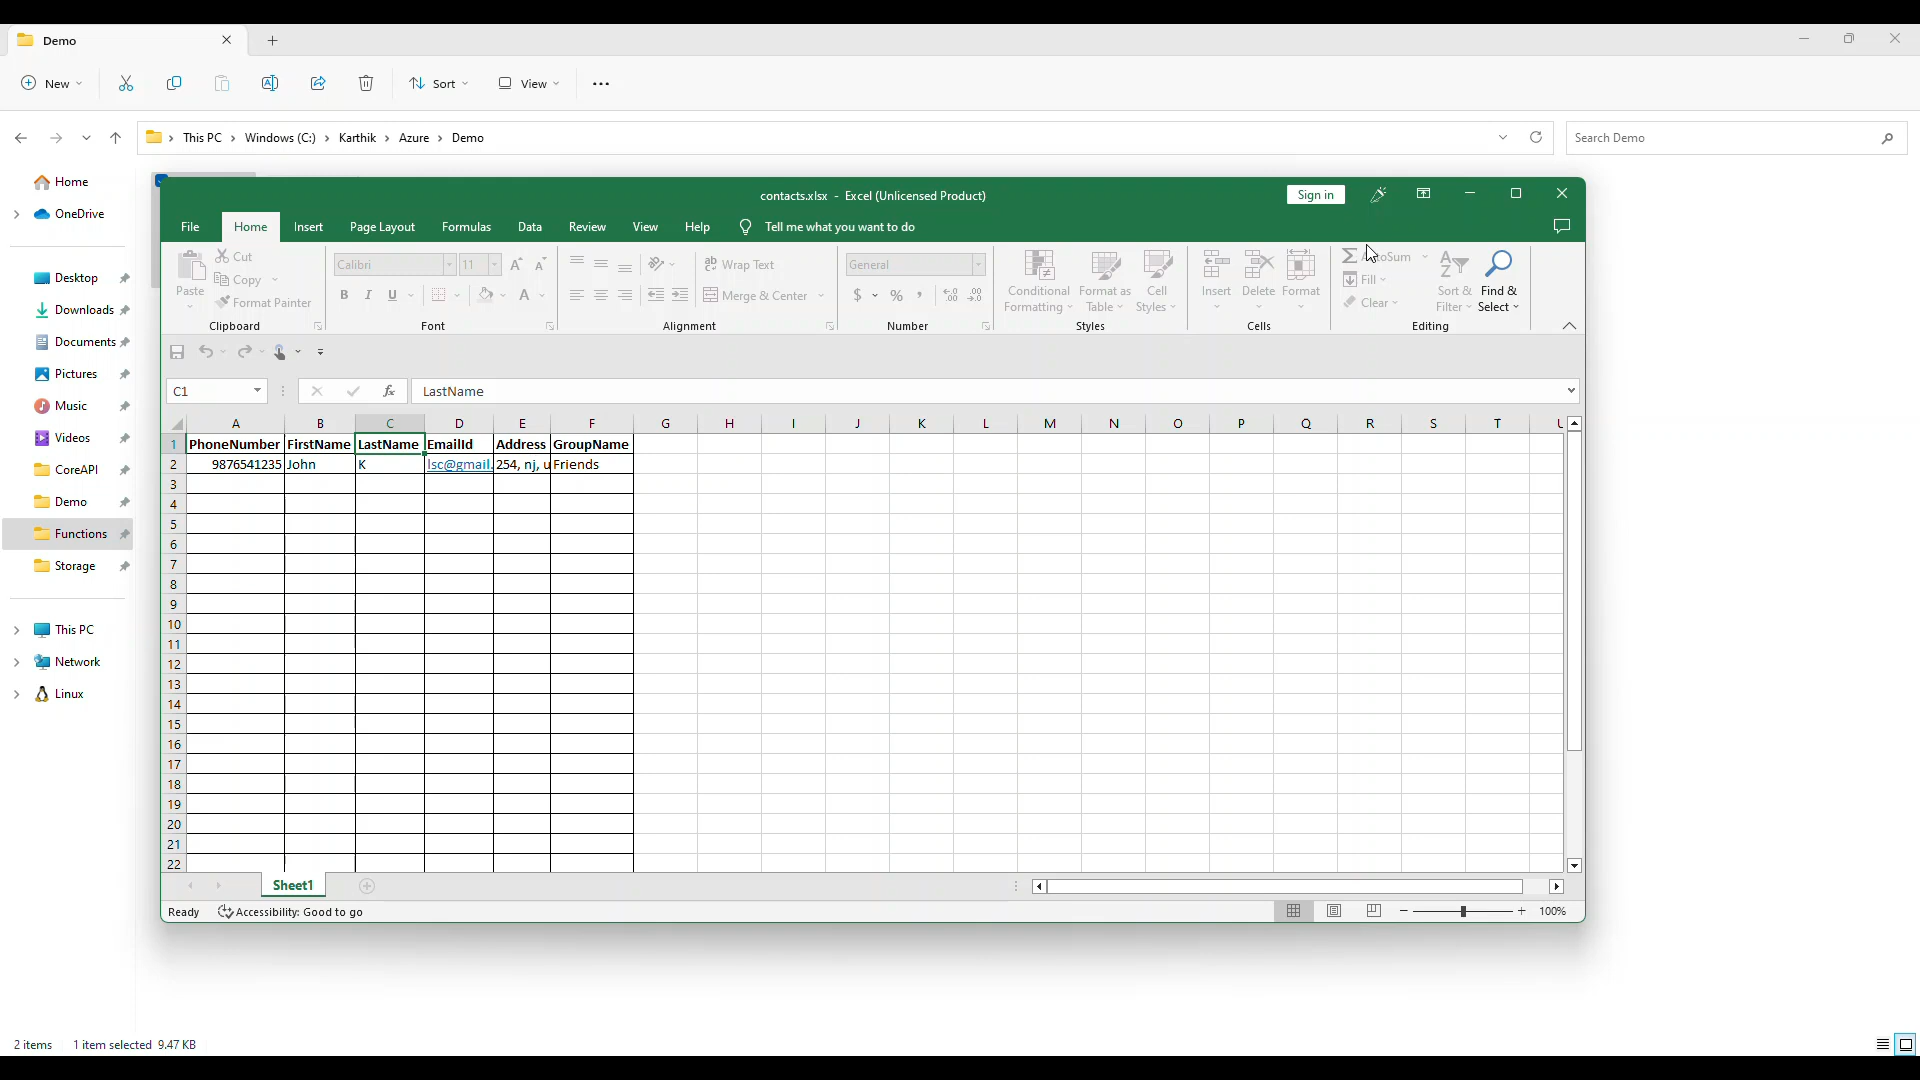 Demo
New
Sort
View
This PC > Windows (C:) > Karthik > Azure > Demo
Search Demo
Home
OneDrive
Desktop
Downloads
Documents
Pictures
Music
Videos
CoreAPI
Demo
Functions
Storage
This PC
Network
Linux
contacts.xlsx - Excel (Unlicensed Product)
Sign in
File Home Insert Page Layout Formulas Data Review View Help Tell me what you want to do
Paste
Cut
Copy
Format Painter
Clipboard
Calibri 11
B I U A
Font
Wrap Text
Merge & Center
Alignment
General
$ % ,
Number
Conditional Formatting
Format as Table
Cell Styles
Styles
Insert Delete Format
Cells
Fill
Clear
Sort & Filter
Find & Select
Editing
C1 fx LastName
A B C D E F G H I J K L M N O P Q R S T
1 PhoneNumber FirstName LastName EmailId Address GroupName
2 9876541235 John K lsc@gmail. 254, nj, u Friends
3
4
5
6
7
8
9
10
11
12
13
14
15
16
17
18
19
20
21
22
Sheet1
Ready Accessibility: Good to go
100%
2 items 1 item selected 9.47 KB